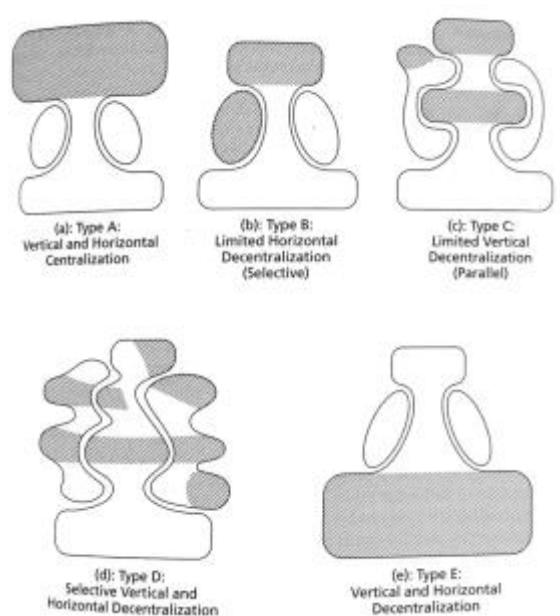 (a): Type A:
Vertical and Horizontal
Centralization
(b): Type B:
Limited Horizontal
Decentralization
(Selective)
(c): Type C:
Limited Vertical
Decentralization
(Parallel)
(d): Type D:
Selective Vertical and
Horizontal Decentralization
(e): Type E:
Vertical and Horizontal
Decentralization